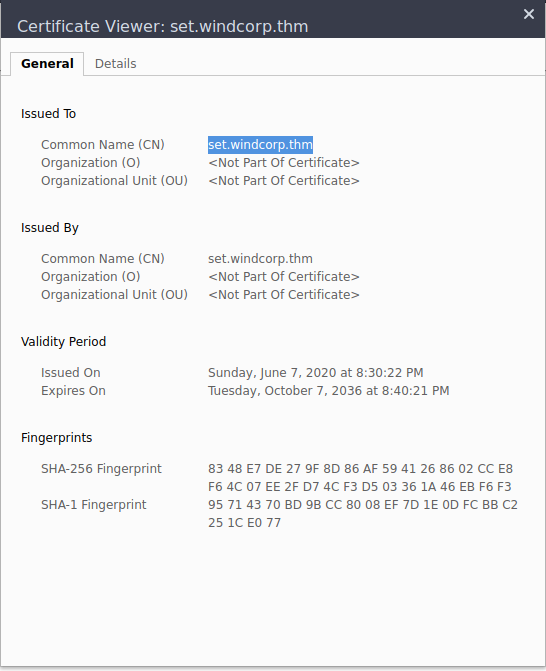 Certificate Viewer: set.windcorp.thm
General Details
Issued To
Common Name (CN) set.windcorp.thm
Organization (O) <Not Part Of Certificate>
Organizational Unit (OU) <Not Part Of Certificate>
Issued By
Common Name (CN) set.windcorp.thm
Organization (O) <Not Part Of Certificate>
Organizational Unit (OU) <Not Part Of Certificate>
Validity Period
Issued On Sunday, June 7, 2020 at 8:30:22 PM
Expires On Tuesday, October 7, 2036 at 8:40:21 PM
Fingerprints
SHA-256 Fingerprint 83 48 E7 DE 27 9F 8D 86 AF 59 41 26 86 02 CC E8
F6 4C 07 EE 2F D7 4C F3 D5 03 36 1A 46 EB F6 F3
SHA-1 Fingerprint 95 71 43 70 BD 9B CC 80 08 EF 7D 1E 0D FC BB C2
25 1C E0 77